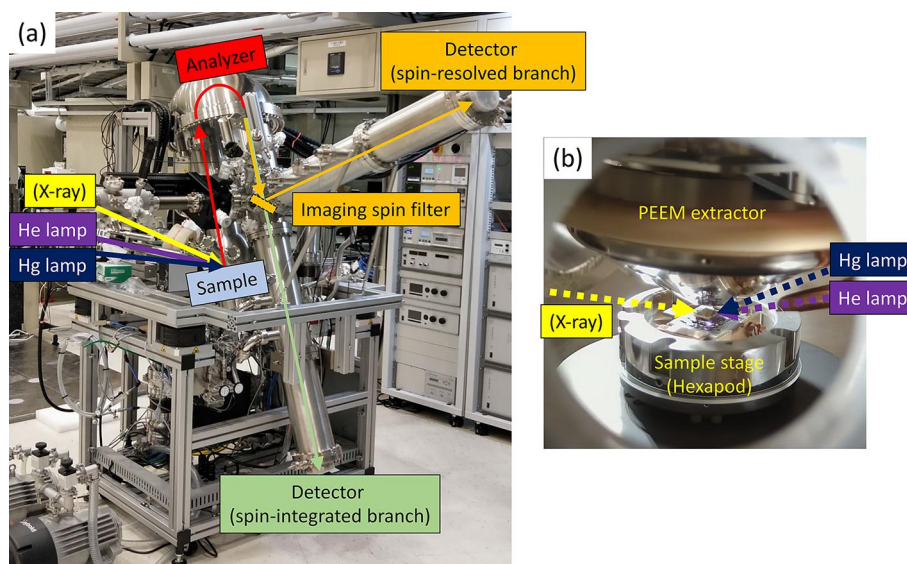 (a)
Analyzer
Detector
(spin-resolved branch)
(X-ray)
He lamp
Hg lamp
Imaging spin filter
Sample
Detector
(spin-integrated branch)
(b)
PEEM extractor
Hg lamp
He lamp
(X-ray)
Sample stage
(Hexapod)